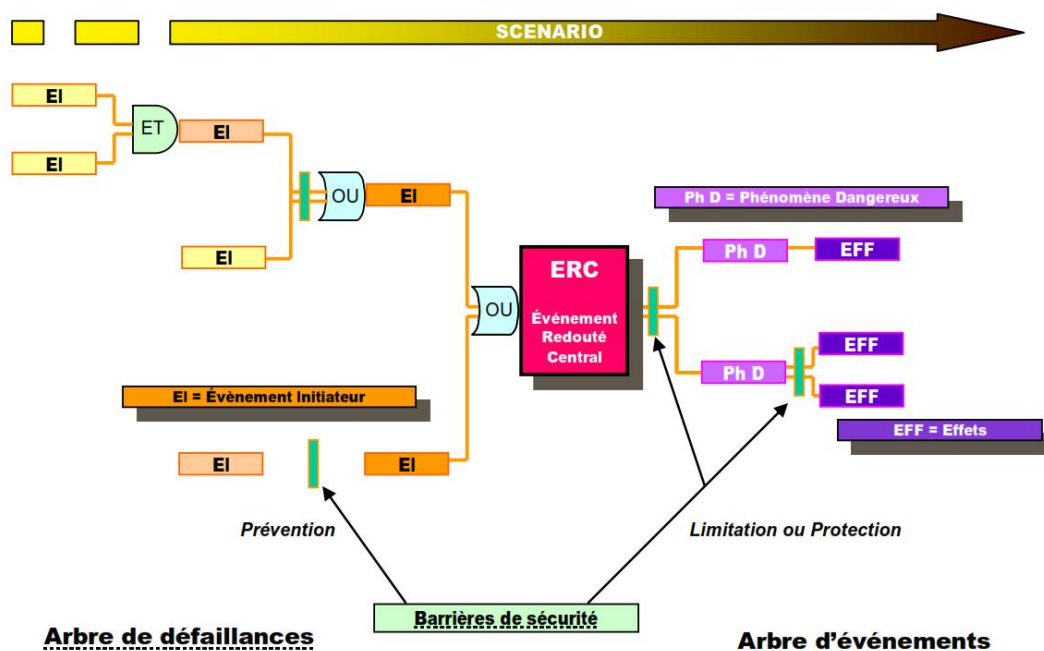 SCENARIO
EI
ET
EI
EI
OU
EI
EI
Ph D = Phénomène Dangereux
Ph D
EFF
ERC
Événement
Redouté
Central
OU
Ph D
EFF
EFF
EI = Évènement Initiateur
EFF = Effets
EI
EI
Prévention
Limitation ou Protection
Barrières de sécurité
Arbre de défaillances
Arbre d'événements